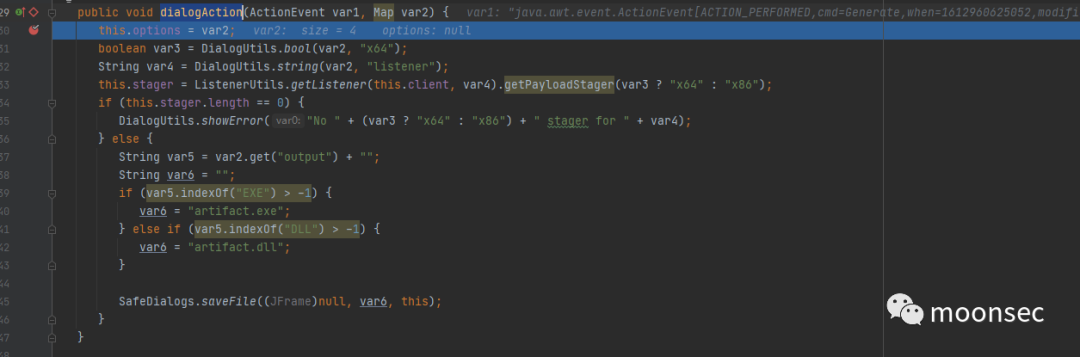 29 public void dialogAction(ActionEvent var1, Map var2) { var1: "java.awt.event.ActionEvent[ACTION_PERFORMED,cmd=Generate,when=1612960625052,modifi
30 this.options = var2; var2: size = 4 options: null
31 boolean var3 = DialogUtils.bool(var2, "x64");
32 String var4 = DialogUtils.string(var2, "listener");
33 this.stager = ListenerUtils.getListener(this.client, var4).getPayloadStager(var3 ? "x64" : "x86");
34 if (this.stager.length == 0) {
35 DialogUtils.showError( var0: "No " + (var3 ? "x64" : "x86") + " stager for " + var4);
36 } else {
37 String var5 = var2.get("output") + "";
38 String var6 = "";
39 if (var5.indexOf("EXE") > -1) {
40 var6 = "artifact.exe";
41 } else if (var5.indexOf("DLL") > -1) {
42 var6 = "artifact.dll";
43 }
44
45 SafeDialogs.saveFile((JFrame)null, var6, this);
46 }
47 }
48
moonsec